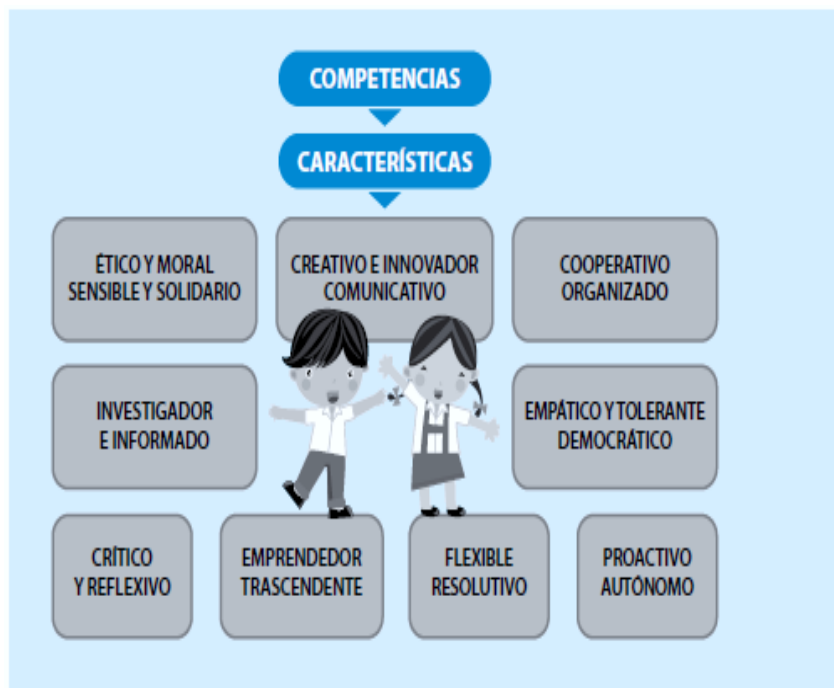 COMPETENCIAS
CARACTERÍSTICAS
ÉTICO Y MORAL
SENSIBLE Y SOLIDARIO
CREATIVO E INNOVADOR
COMUNICATIVO
COOPERATIVO
ORGANIZADO
INVESTIGADOR
E INFORMADO
EMPÁTICO Y TOLERANTE
DEMOCRÁTICO
CRÍTICO
Y REFLEXIVO
EMPRENDEDOR
TRASCENDENTE
FLEXIBLE
RESOLUTIVO
PROACTIVO
AUTÓNOMO